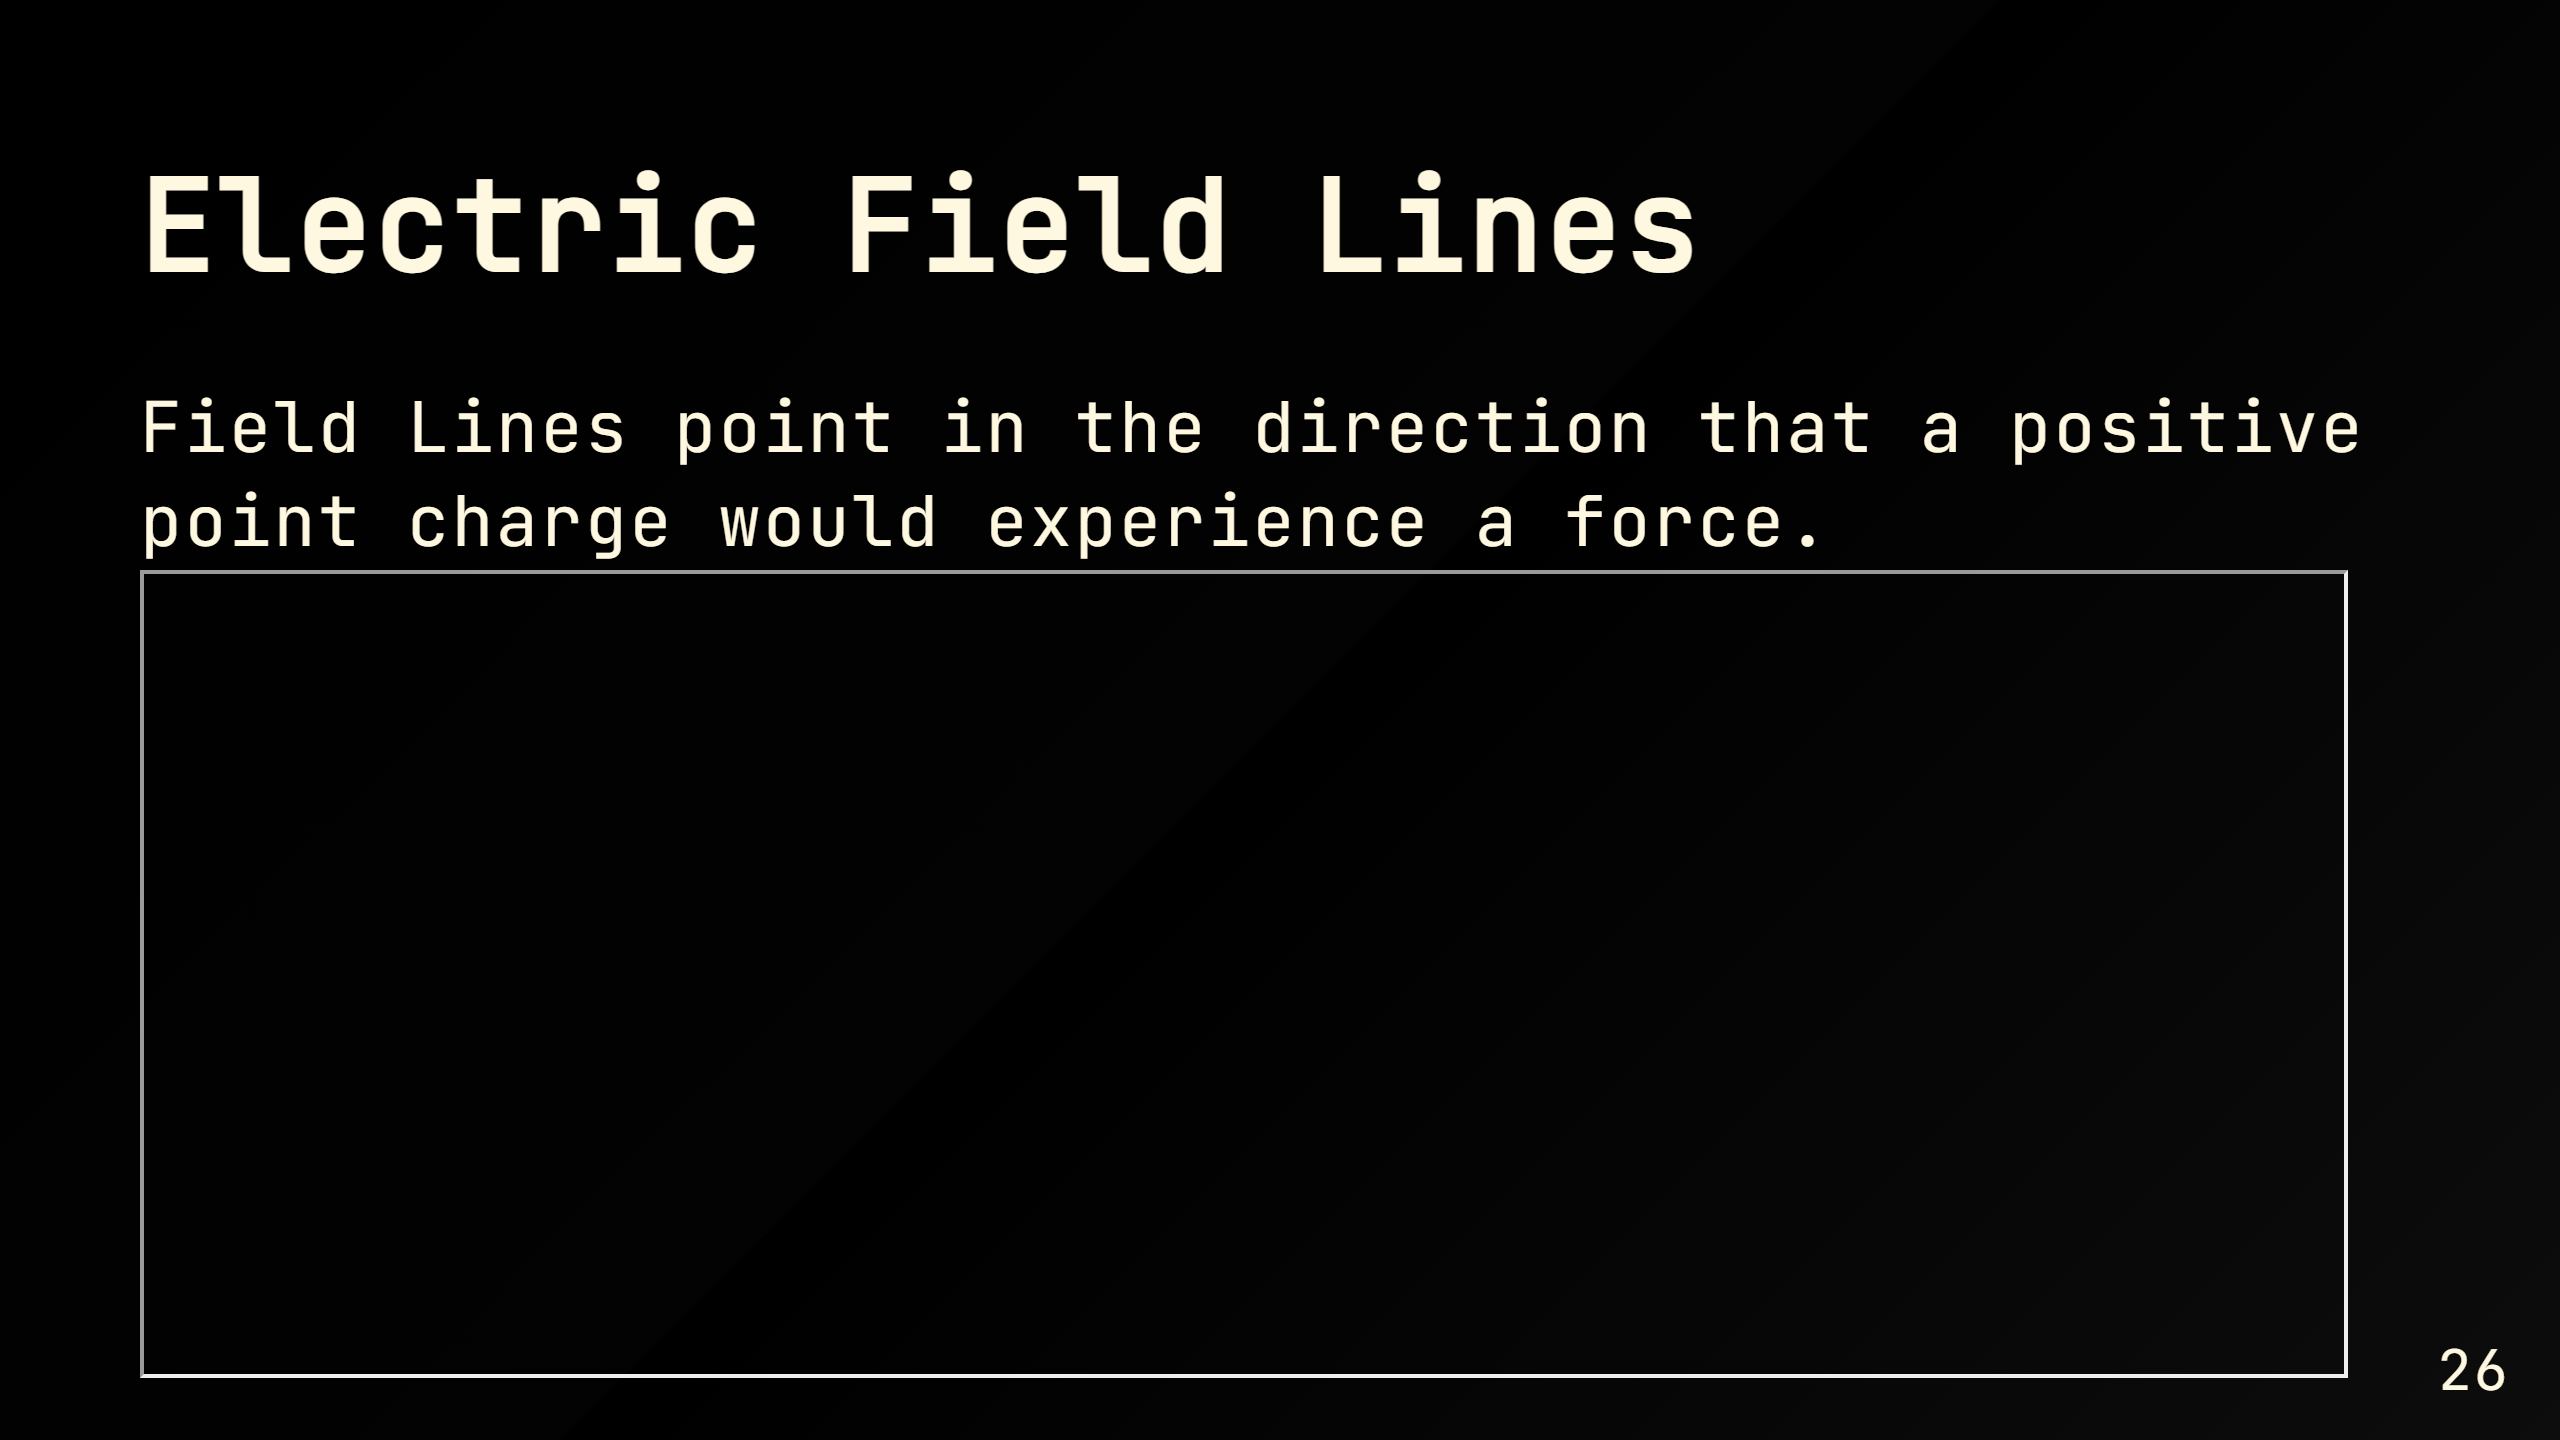 Electric Field Lines
Field Lines point in the direction that a positive
point charge would experience a force.
26